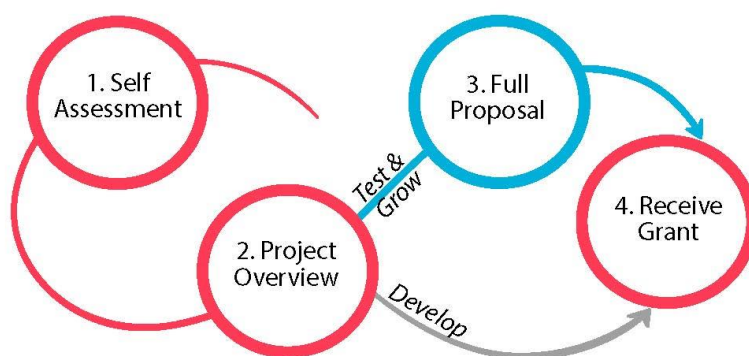 1. Self
Assessment
2. Project
Overview
Test &
Grow
3. Full
Proposal
Develop
4. Receive
Grant